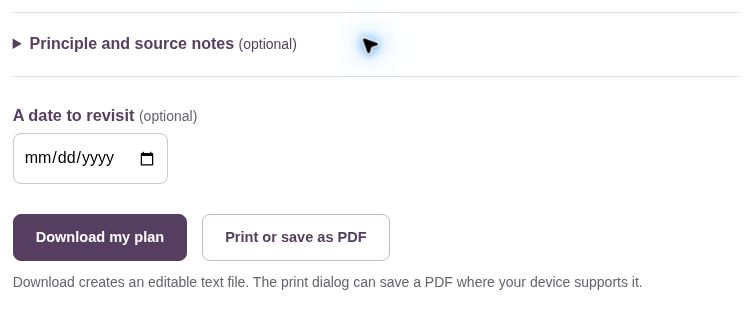 Principle and source notes (optional)
A date to revisit (optional)
mm/dd/yyyy
Download my plan
Print or save as PDF
Download creates an editable text file. The print dialog can save a PDF where your device supports it.